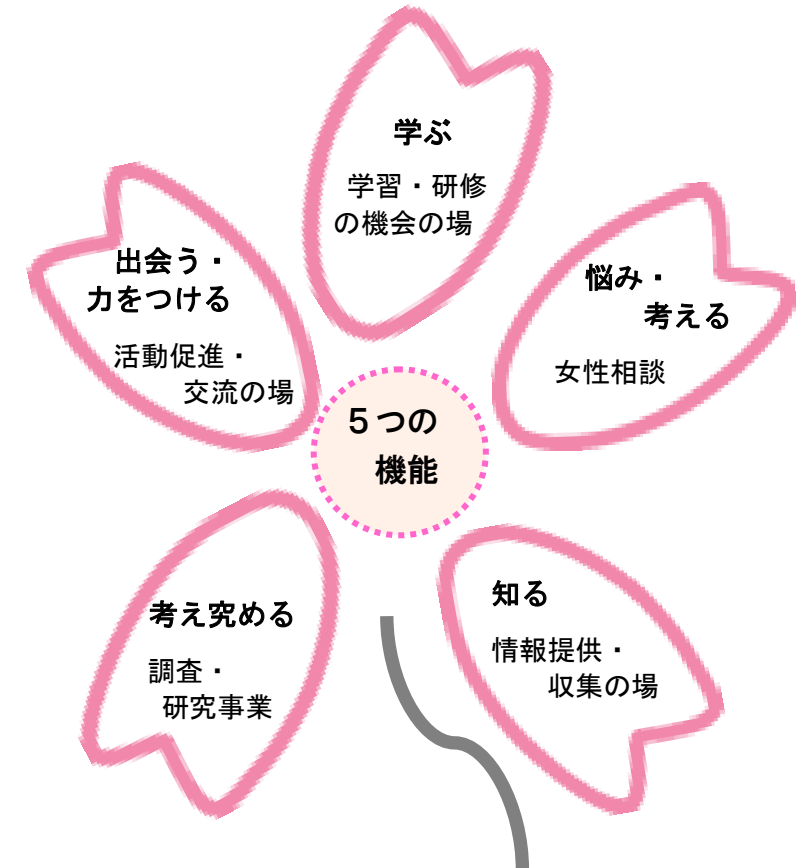 学ぶ
学習・研修
の機会の場
出会う・
力をつける
活動促進・
交流の場
悩み・
考える
女性相談
５つの
機能
考え究める
調査・
研究事業
知る
情報提供・
収集の場